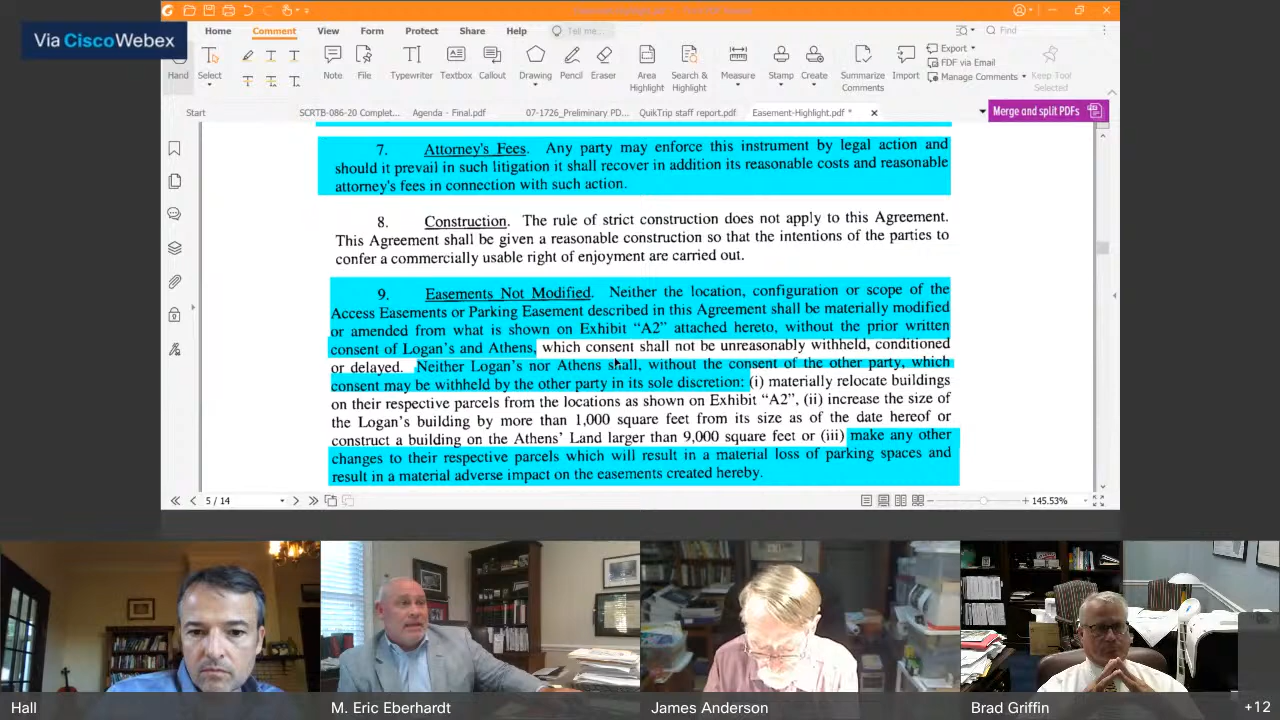 Via CiscoWebex
Home Comment View Form Protect Share Help Tell me... Find
Hand Select Note File Typewriter Textbox Callout Drawing Pencil Eraser Area Highlight Search & Highlight Measure Stamp Create Summarize Comments Import Export FDF via Email Manage Comments Keep Tool Selected
Start SCRTB-086-20 Complet... Agenda - Final.pdf 07-1726_Preliminary PD... QuikTrip staff report.pdf Easement-Highlight.pdf * Merge and split PDFs
7. Attorney's Fees. Any party may enforce this instrument by legal action and
should it prevail in such litigation it shall recover in addition its reasonable costs and reasonable
attorney's fees in connection with such action.
8. Construction. The rule of strict construction does not apply to this Agreement.
This Agreement shall be given a reasonable construction so that the intentions of the parties to
confer a commercially usable right of enjoyment are carried out.
9. Easements Not Modified. Neither the location, configuration or scope of the
Access Easements or Parking Easement described in this Agreement shall be materially modified
or amended from what is shown on Exhibit “A2” attached hereto, without the prior written
consent of Logan's and Athens, which consent shall not be unreasonably withheld, conditioned
or delayed. Neither Logan's nor Athens shall, without the consent of the other party, which
consent may be withheld by the other party in its sole discretion: (i) materially relocate buildings
on their respective parcels from the locations as shown on Exhibit “A2”, (ii) increase the size of
the Logan's building by more than 1,000 square feet from its size as of the date hereof or
construct a building on the Athens' Land larger than 9,000 square feet or (iii) make any other
changes to their respective parcels which will result in a material loss of parking spaces and
result in a material adverse impact on the easements created hereby.
5 / 14 145.53%
Hall M. Eric Eberhardt James Anderson Brad Griffin +12